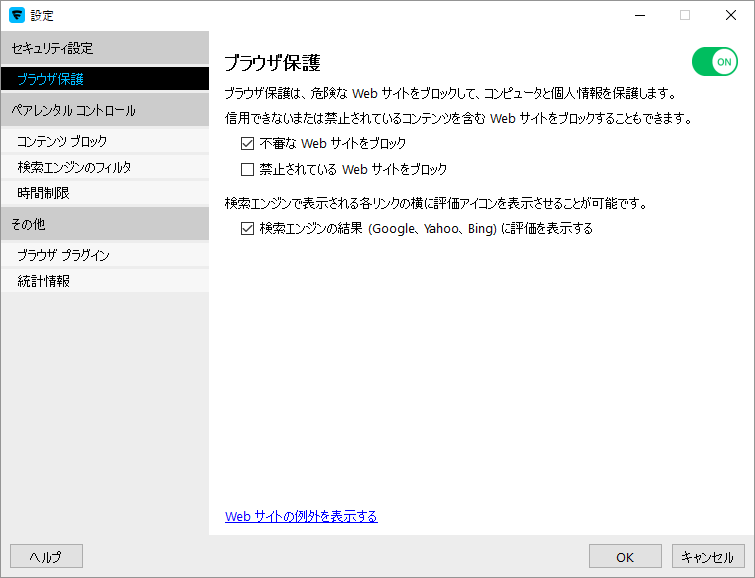 設定
セキュリティ設定
ブラウザ保護
ペアレンタル コントロール
コンテンツ ブロック
検索エンジンのフィルタ
時間制限
その他
ブラウザ プラグイン
統計情報
ブラウザ保護
ON
ブラウザ保護は、危険な Web サイトをブロックして、コンピュータと個人情報を保護します。
信用できないまたは禁止されているコンテンツを含む Web サイトをブロックすることもできます。
不審な Web サイトをブロック
禁止されている Web サイトをブロック
検索エンジンで表示される各リンクの横に評価アイコンを表示させることが可能です。
検索エンジンの結果 (Google、Yahoo、Bing) に評価を表示する
Web サイトの例外を表示する
ヘルプ
OK
キャンセル